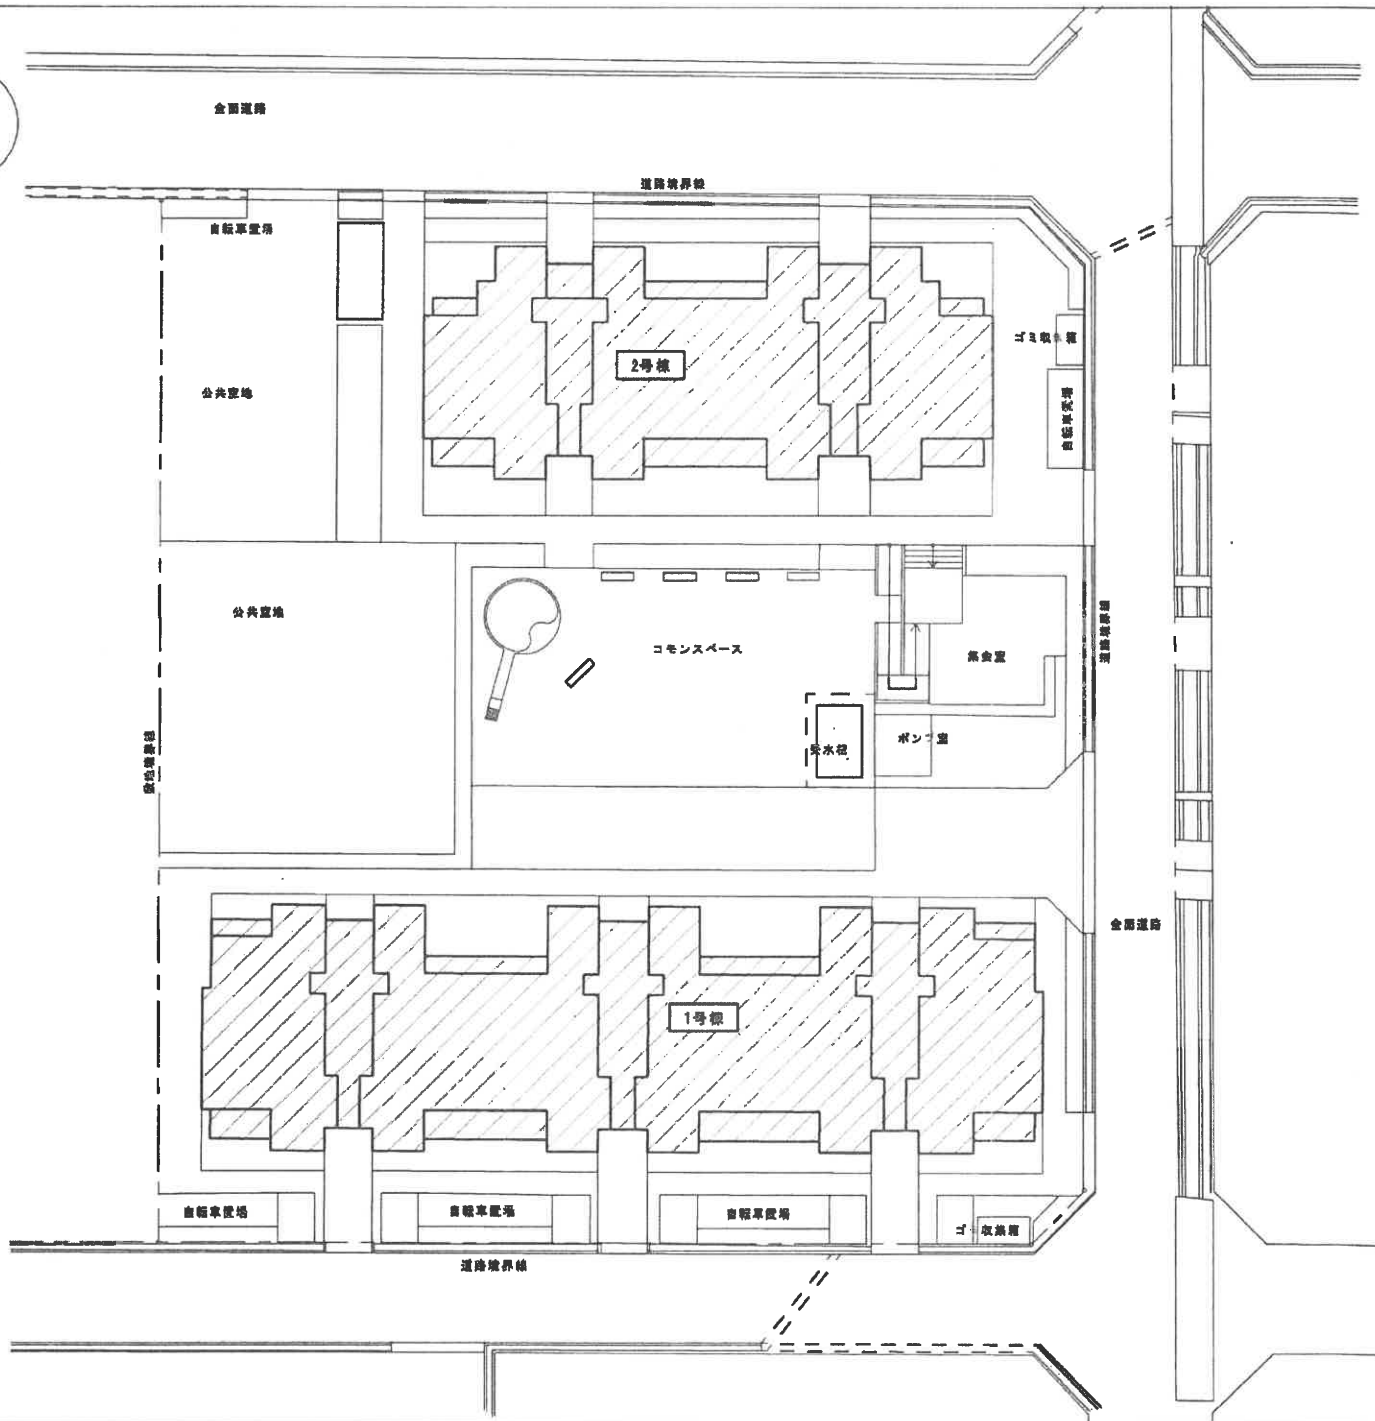 全面道路
道路境界線
自転車置場
2号棟
ゴミ収集箱
公共空地
自転車置場
公共空地
コモンスペース
集会室
道路境界線
敷地境界線
受水槽
ポンプ室
全面道路
1号棟
自転車置場
自転車置場
自転車置場
ゴミ収集箱
道路境界線